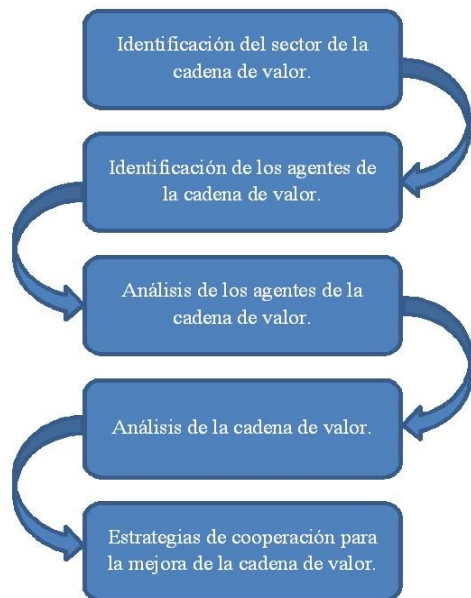 Identificación del sector de la
cadena de valor.
Identificación de los agentes de
la cadena de valor.
Análisis de los agentes de la
cadena de valor.
Análisis de la cadena de valor.
Estrategias de cooperación para
la mejora de la cadena de valor.